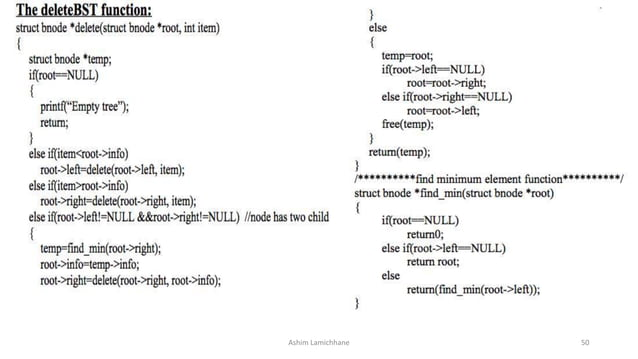 The deleteBST function:
struct bnode *delete(struct bnode *root, int item)
{
struct bnode *temp;
if(root==NULL)
{
printf("Empty tree");
return;
}
else if(item<root->info)
root->left=delete(root->left, item);
else if(item>root->info)
root->right=delete(root->right, item);
else if(root->left!=NULL &&root->right!=NULL) //node has two child
{
temp=find_min(root->right);
root->info=temp->info;
root->right=delete(root->right, root->info);
}
else
{
temp=root;
if(root->left==NULL)
root=root->right;
else if(root->right==NULL)
root=root->left;
free(temp);
}
return(temp);
}
/**********find minimum element function**********/
struct bnode *find_min(struct bnode *root)
{
if(root==NULL)
return0;
else if(root->left==NULL)
return root;
else
return(find_min(root->left));
}
Ashim Lamichhane
50